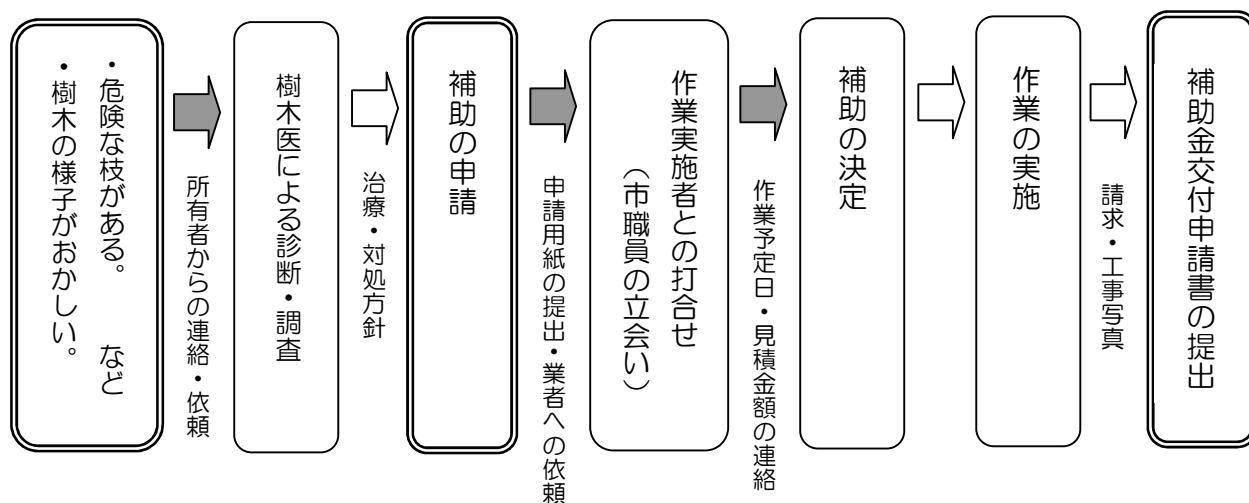 ・危険な枝がある。　　など
・樹木の様子がおかしい。
所有者からの連絡・依頼
樹木医による診断・調査
治療・対処方針
補助の申請
申請用紙の提出・業者への依頼
作業実施者との打合せ
（市職員の立会い）
作業予定日・見積金額の連絡
補助の決定
作業の実施
請求・工事写真
補助金交付申請書の提出